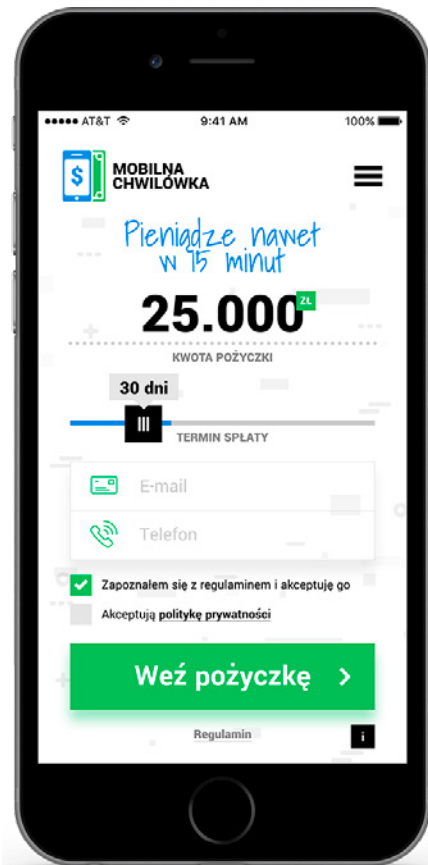 AT&T 9:41 AM 100%
$ MOBILNA
CHWILÓWKA
Pieniądze nawet
w 15 minut
25.000 ZŁ
KWOTA POŻYCZKI
30 dni
TERMIN SPŁATY
E-mail
Telefon
Zapoznałem się z regulaminem i akceptuję go
Akceptują politykę prywatności
Weź pożyczkę >
Regulamin i